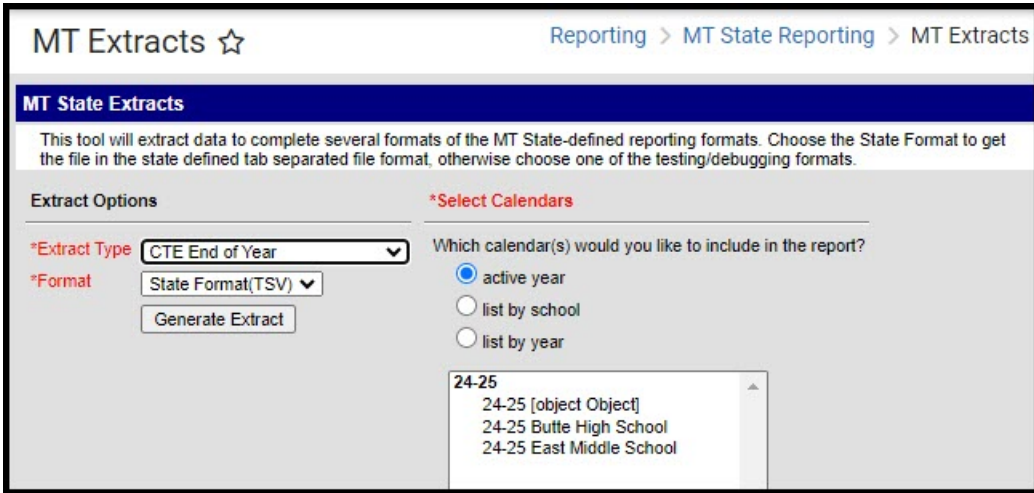 MT Extracts ☆
Reporting > MT State Reporting > MT Extracts
MT State Extracts
This tool will extract data to complete several formats of the MT State-defined reporting formats. Choose the State Format to get
the file in the state defined tab separated file format, otherwise choose one of the testing/debugging formats.
Extract Options
*Extract Type CTE End of Year
*Format State Format(TSV)
Generate Extract
*Select Calendars
Which calendar(s) would you like to include in the report?
active year
list by school
list by year
24-25
24-25 [object Object]
24-25 Butte High School
24-25 East Middle School